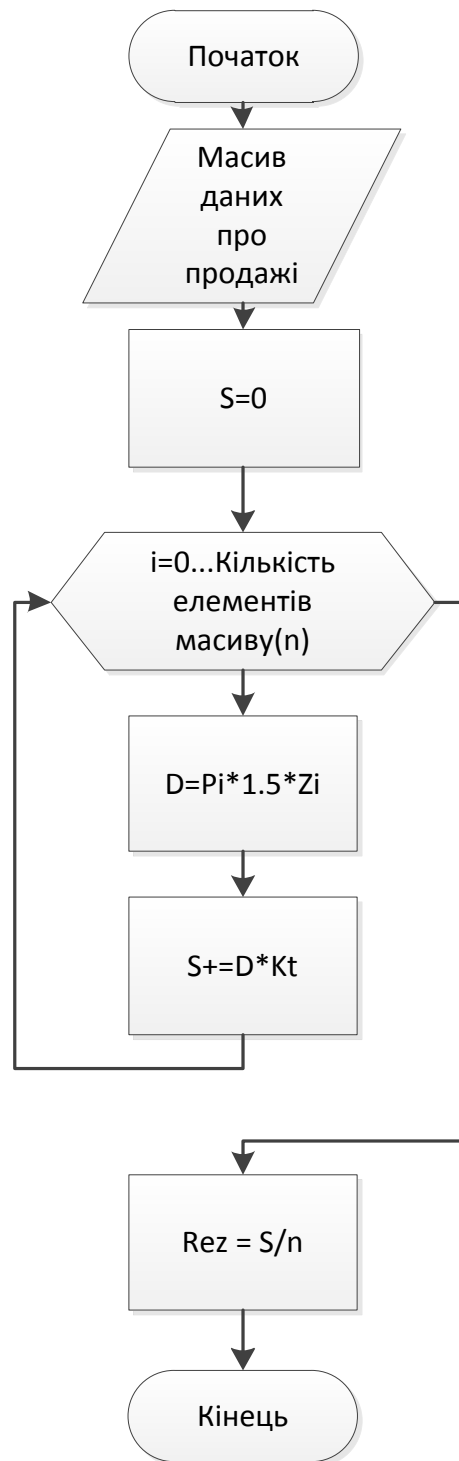 Початок
Масив
даних
про
продажі
S=0
i=0...Кількість
елементів
масиву(n)
D=Pi*1.5*Zi
S+=D*Kt
Rez = S/n
Кінець